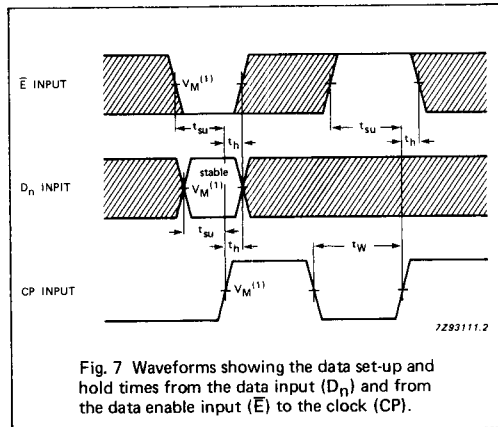 E̅ INPUT
V_M(1)
t_su
t_h
t_su
t_h
stable
D_n INPIT
V_M(1)
t_su
t_h
t_W
CP INPUT
V_M(1)
7Z93111.2
Fig. 7 Waveforms showing the data set-up and
hold times from the data input (D_n) and from
the data enable input (E̅) to the clock (CP).